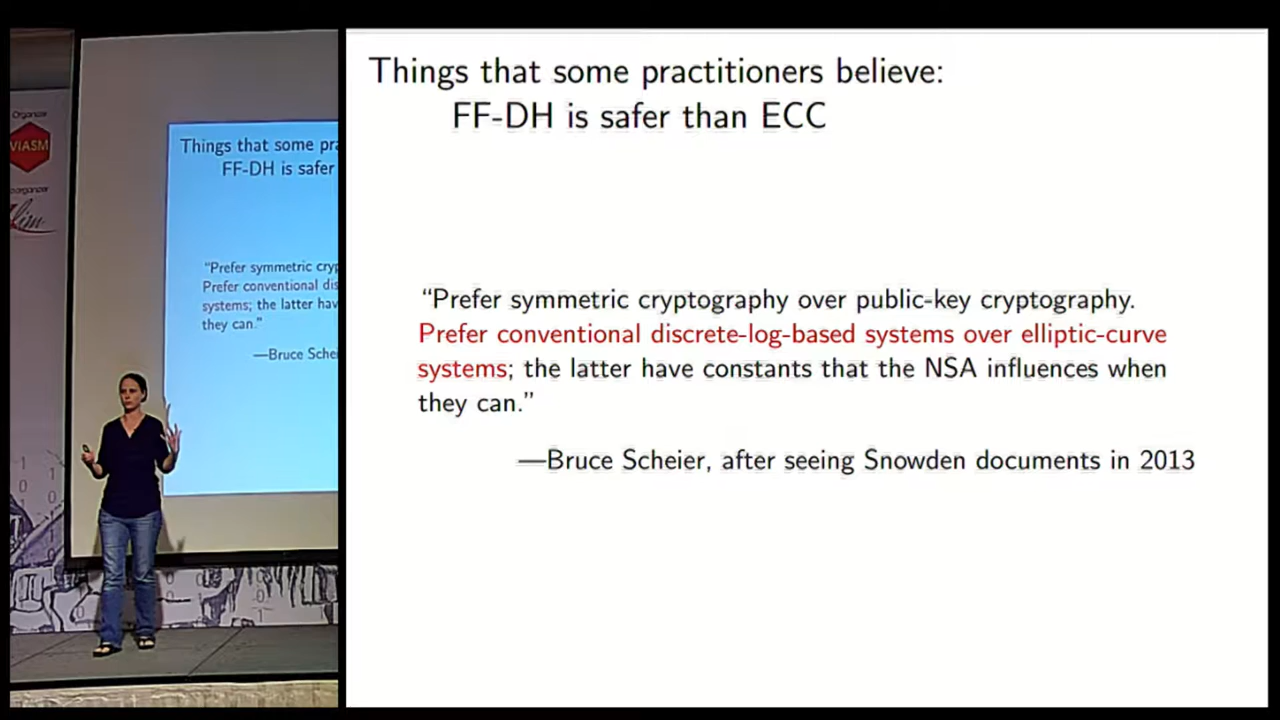 Organizer
VIASM
Things that some pra
FF-DH is safer
"Prefer symmetric cryp
Prefer conventional dis
systems; the latter hav
they can."
—Bruce Schei
Things that some practitioners believe:
FF-DH is safer than ECC
“Prefer symmetric cryptography over public-key cryptography.
Prefer conventional discrete-log-based systems over elliptic-curve
systems; the latter have constants that the NSA influences when
they can.”
—Bruce Scheier, after seeing Snowden documents in 2013